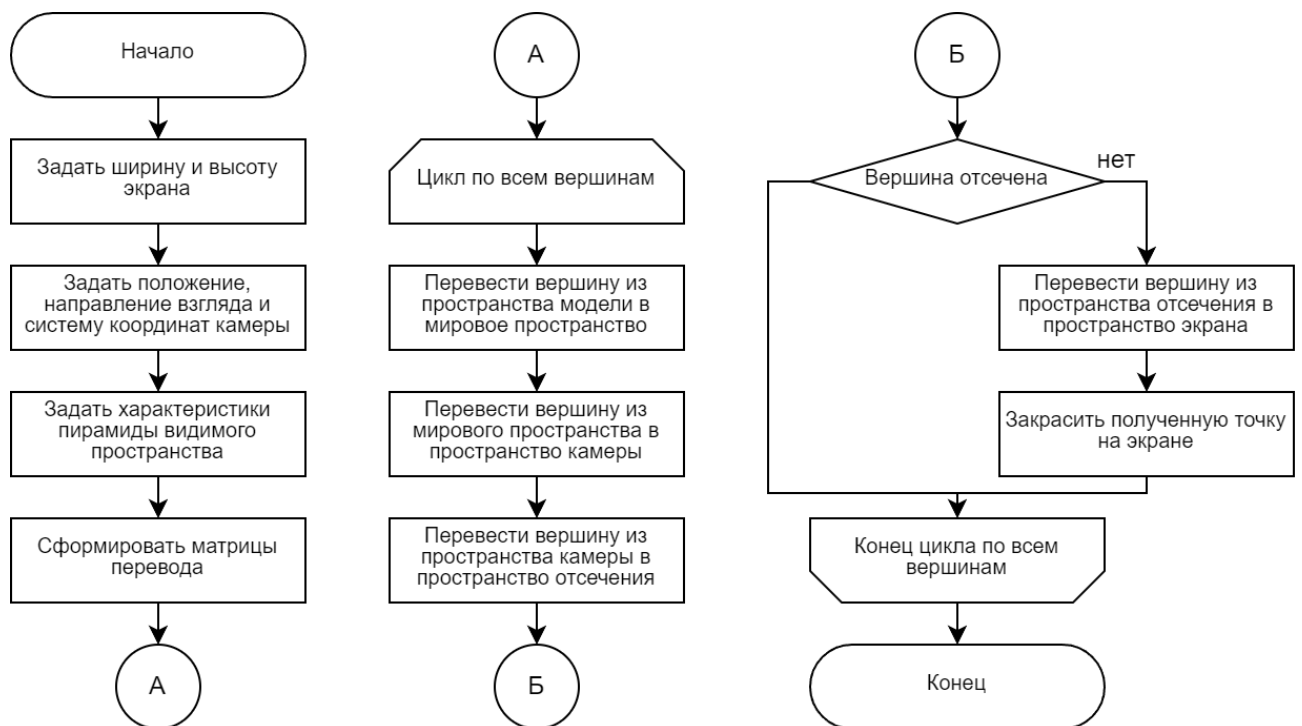 Начало
Задать ширину и высоту
экрана
Задать положение,
направление взгляда и
систему координат камеры
Задать характеристики
пирамиды видимого
пространства
Сформировать матрицы
перевода
А
А
Цикл по всем вершинам
Перевести вершину из
пространства модели в
мировое пространство
Перевести вершину из
мирового пространства в
пространство камеры
Перевести вершину из
пространства камеры в
пространство отсечения
Б
Б
Вершина отсечена
нет
Перевести вершину из
пространства отсечения в
пространство экрана
Закрасить полученную точку
на экране
Конец цикла по всем
вершинам
Конец